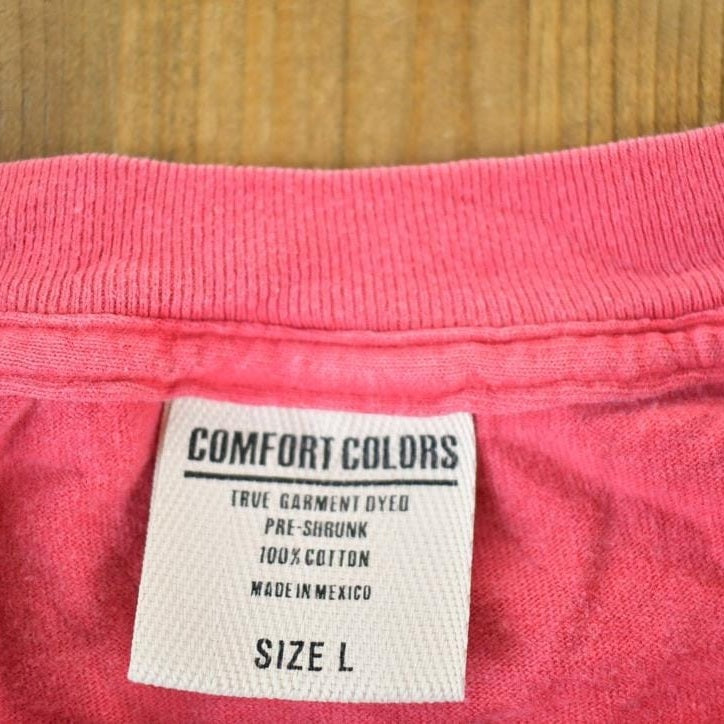 COMFORT COLORS
TRUE GARMENT DYED
PRE-SHRUNK
100% COTTON
MADE IN MEXICO
SIZE L